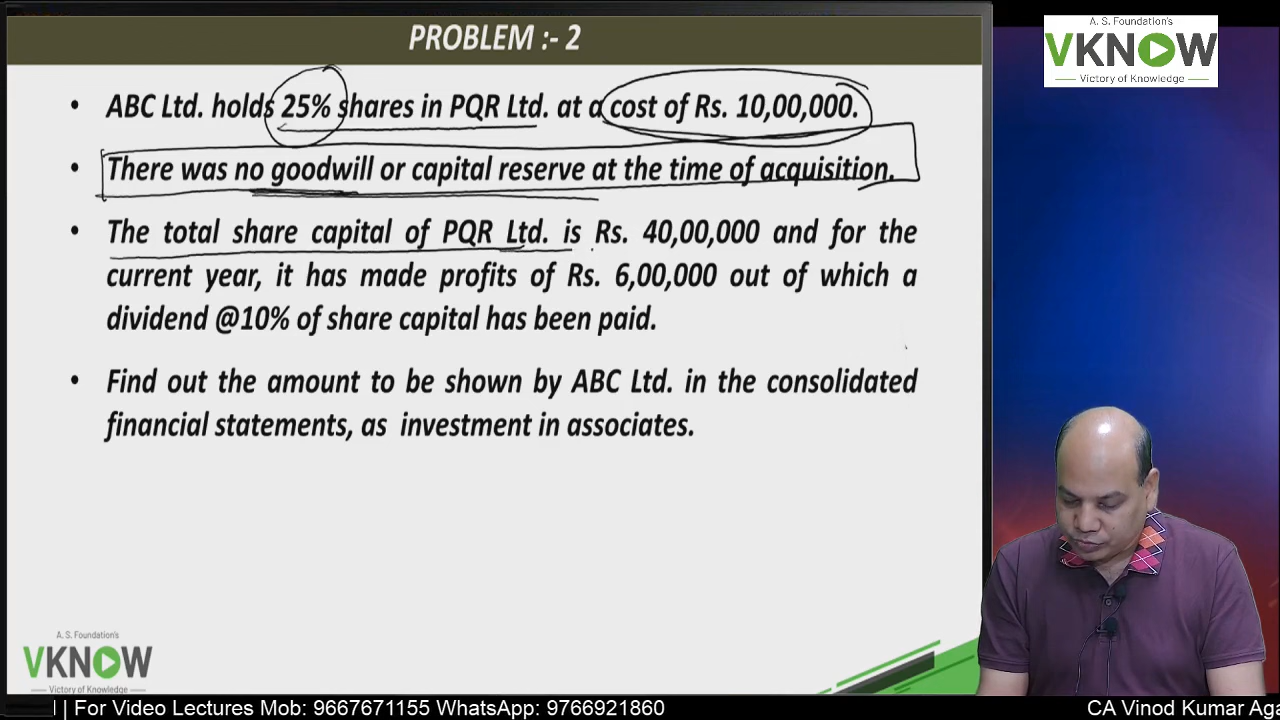 PROBLEM :- 2
A. S. Foundation's
VKNOW
Victory of Knowledge
• ABC Ltd. holds 25% shares in PQR Ltd. at a cost of Rs. 10,00,000.
• There was no goodwill or capital reserve at the time of acquisition.
• The total share capital of PQR Ltd. is Rs. 40,00,000 and for the
current year, it has made profits of Rs. 6,00,000 out of which a
dividend @10% of share capital has been paid.
• Find out the amount to be shown by ABC Ltd. in the consolidated
financial statements, as investment in associates.
A. S. Foundation's
VKNOW
Victory of Knowledge
|| For Video Lectures Mob: 9667671155 WhatsApp: 9766921860
CA Vinod Kumar Aga